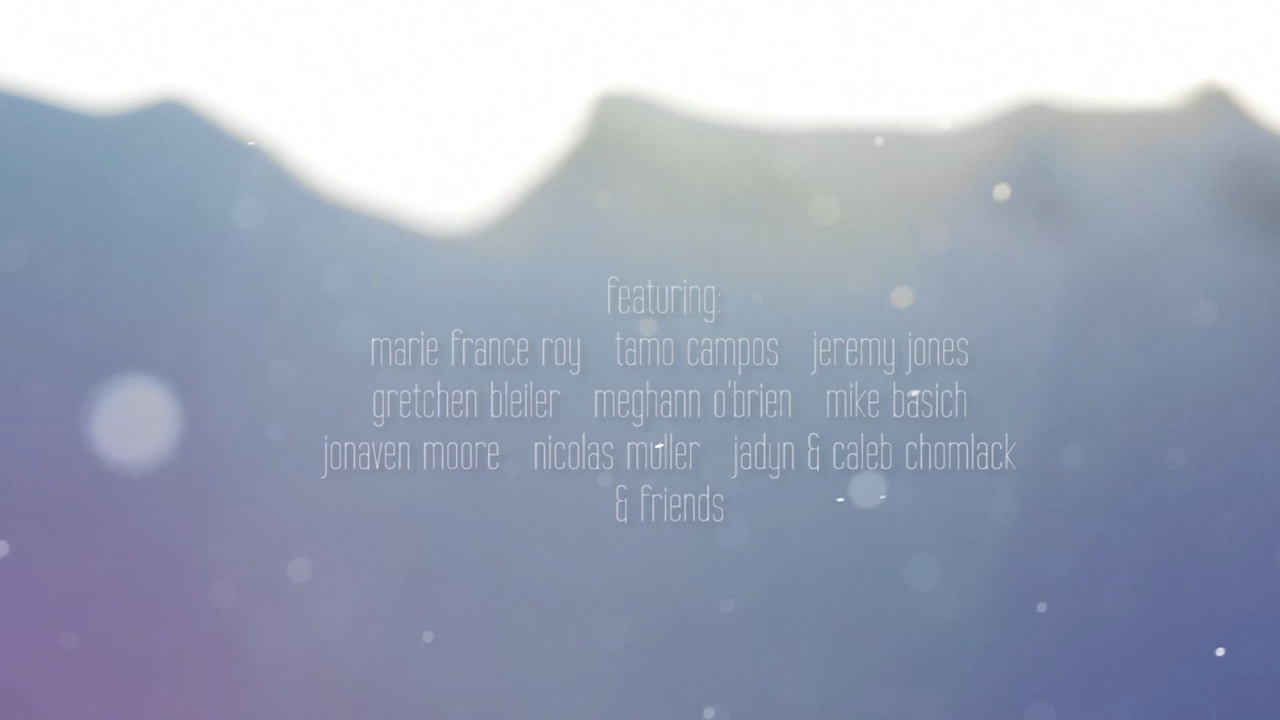 featuring:
marie france roy tamo campos jeremy jones
gretchen bleiler meghann o'brien mike basich
jonaven moore nicolas müller jadyn & caleb chomlack
& friends